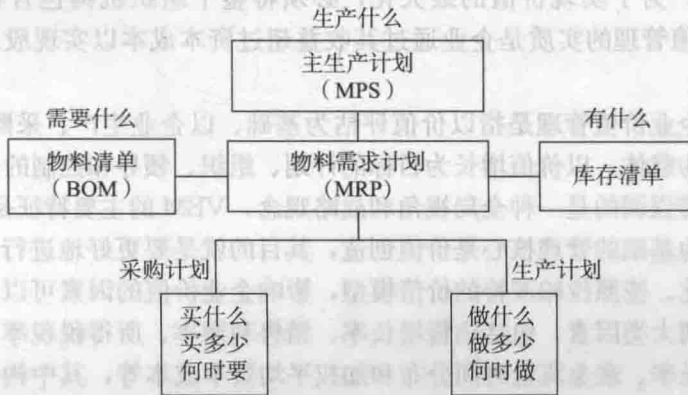 生产什么
主生产计划
（MPS）
需要什么
有什么
物料清单
（BOM）
物料需求计划
（MRP）
库存清单
采购计划
生产计划
买什么
买多少
何时要
做什么
做多少
何时做